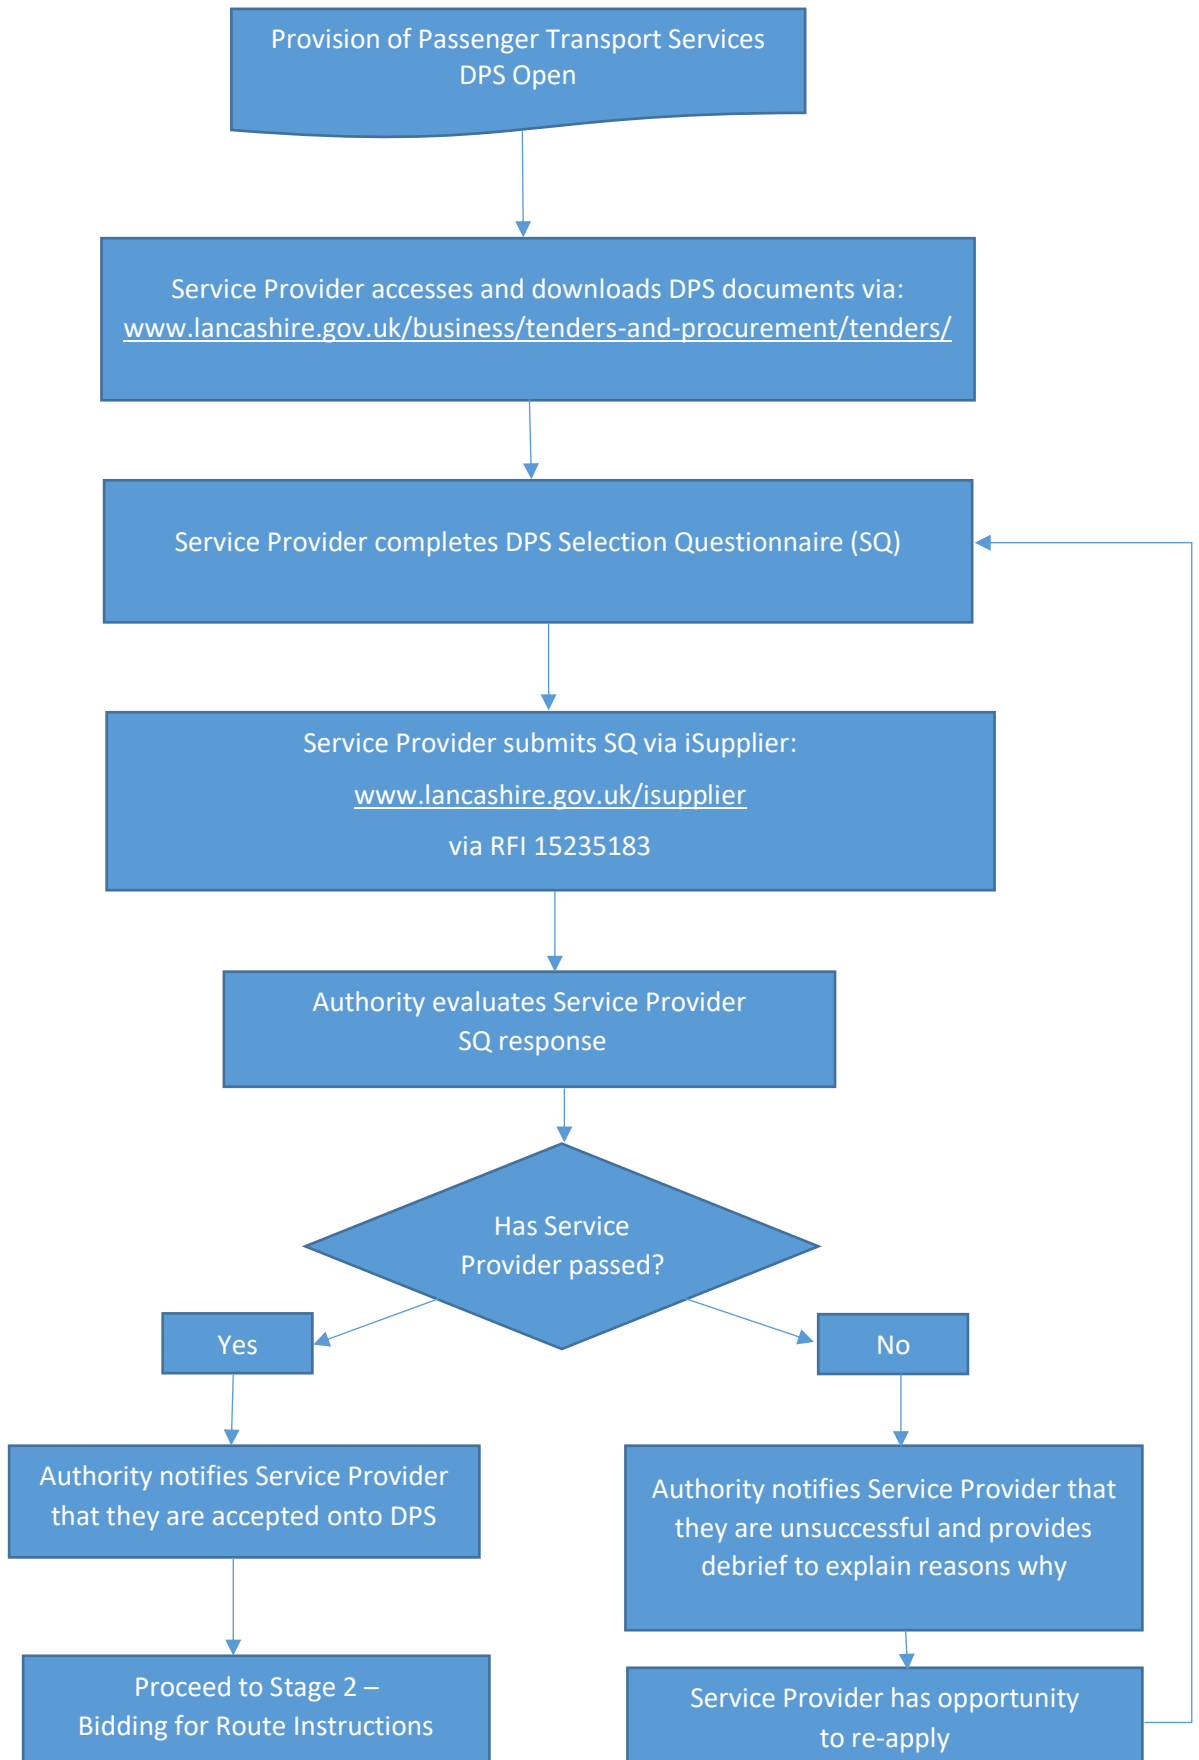 Provision of Passenger Transport Services
DPS Open
Service Provider accesses and downloads DPS documents via:
www.lancashire.gov.uk/business/tenders-and-procurement/tenders/
Service Provider completes DPS Selection Questionnaire (SQ)
Service Provider submits SQ via iSupplier:
www.lancashire.gov.uk/isupplier
via RFI 15235183
Authority evaluates Service Provider
SQ response
Has Service
Provider passed?
Yes
No
Authority notifies Service Provider
that they are accepted onto DPS
Authority notifies Service Provider that
they are unsuccessful and provides
debrief to explain reasons why
Proceed to Stage 2 –
Bidding for Route Instructions
Service Provider has opportunity
to re-apply